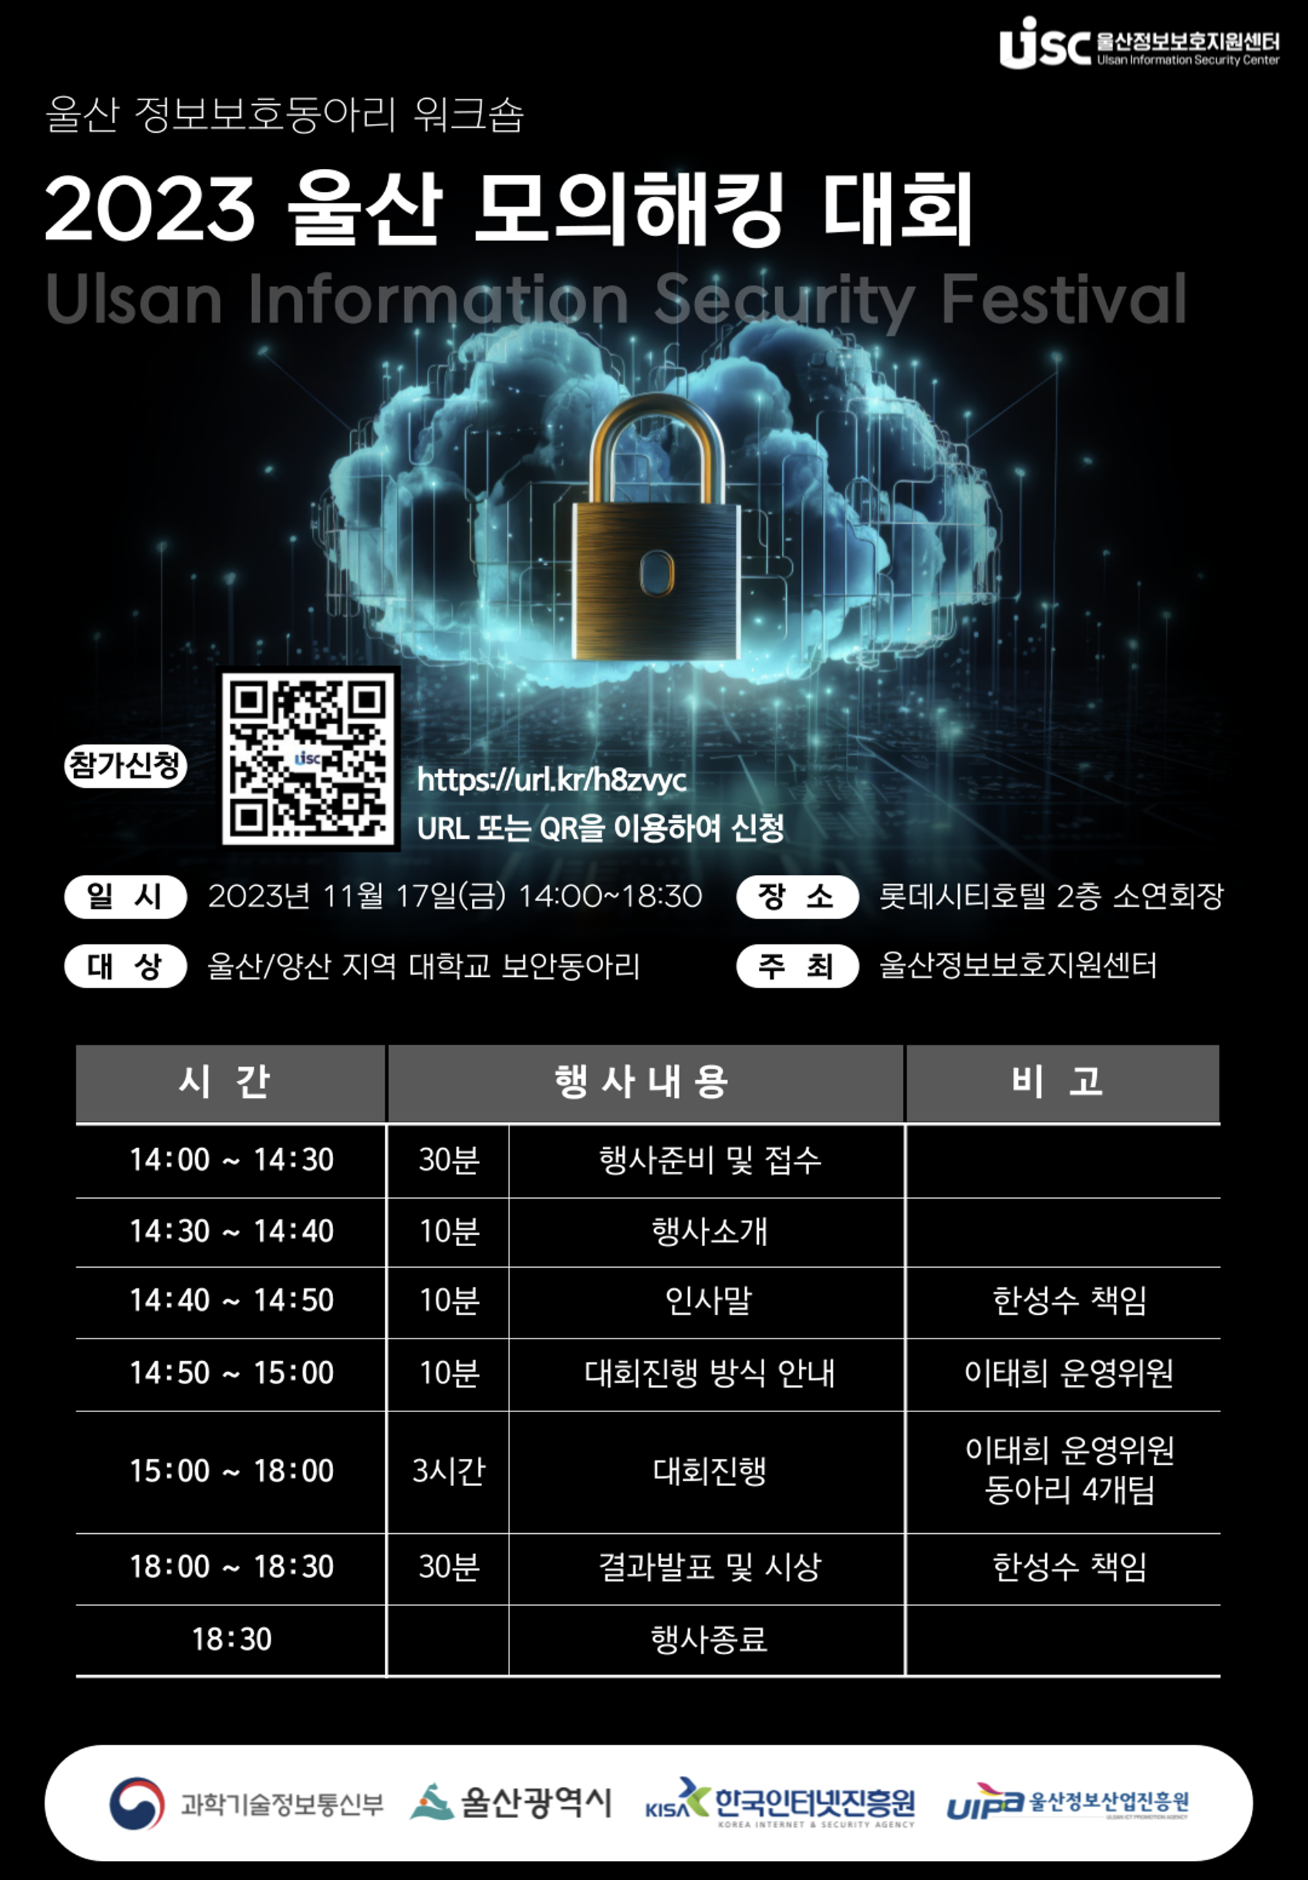 UiSC 울산정보보호지원센터
Ulsan Information Security Center
울산 정보보호동아리 워크숍
2023 울산 모의해킹 대회
Ulsan Information Security Festival
참가신청
UiSC
https://url.kr/h8zvyc
URL 또는 QR을 이용하여 신청
일 시 2023년 11월 17일(금) 14:00~18:30 장 소 롯데시티호텔 2층 소연회장
대 상 울산/양산 지역 대학교 보안동아리 주 최 울산정보보호지원센터
시 간 행사내용 비 고
14:00 ~ 14:30 30분 행사준비 및 접수
14:30 ~ 14:40 10분 행사소개
14:40 ~ 14:50 10분 인사말 한성수 책임
14:50 ~ 15:00 10분 대회진행 방식 안내 이태희 운영위원
15:00 ~ 18:00 3시간 대회진행 이태희 운영위원
동아리 4개팀
18:00 ~ 18:30 30분 결과발표 및 시상 한성수 책임
18:30 행사종료
과학기술정보통신부 울산광역시 KISA 한국인터넷진흥원 UIPA 울산정보산업진흥원
KOREA INTERNET & SECURITY AGENCY ULSAN ICT PROMOTION AGENCY